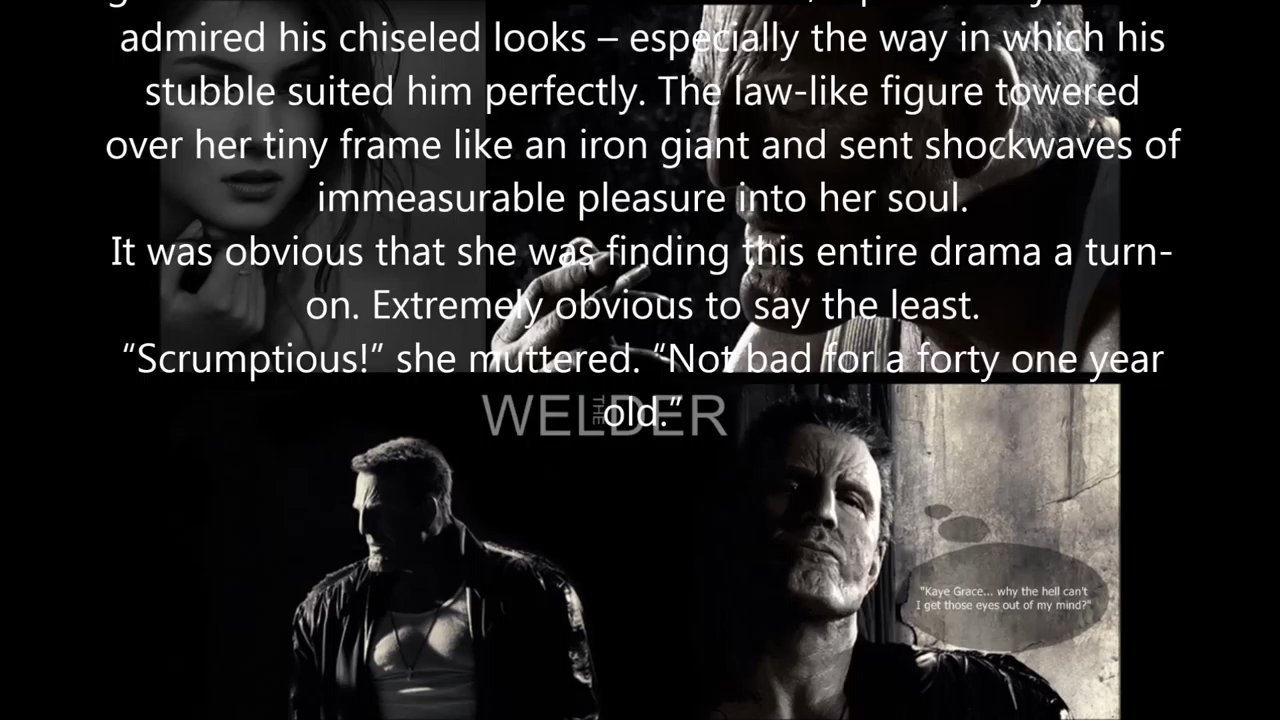 admired his chiseled looks – especially the way in which his
stubble suited him perfectly. The law-like figure towered
over her tiny frame like an iron giant and sent shockwaves of
immeasurable pleasure into her soul.
It was obvious that she was finding this entire drama a turn-
on. Extremely obvious to say the least.
“Scrumptious!” she muttered. “Not bad for a forty one year
old.”
THE
WELDER
"Kaye Grace... why the hell can't
I get those eyes out of my mind?"